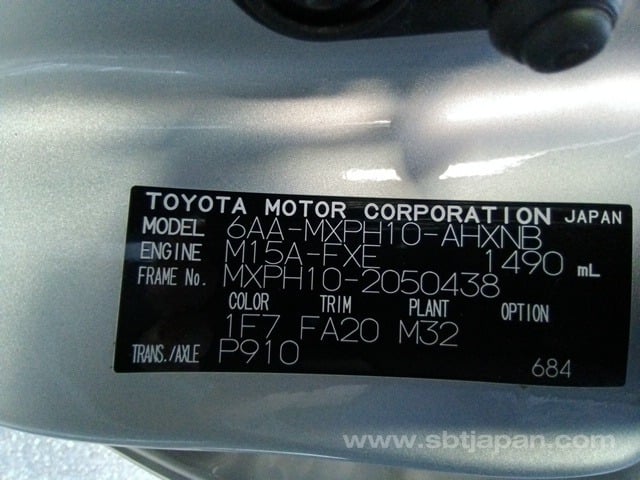 TOYOTA MOTOR CORPORATION JAPAN
MODEL 6AA-MXPH10-AHXNB
ENGINE M15A-FXE 1490 mL
FRAME No. MXPH10-2050438
COLOR TRIM PLANT OPTION
1F7 FA20 M32
TRANS./AXLE P910 684
www.sbtjapan.com